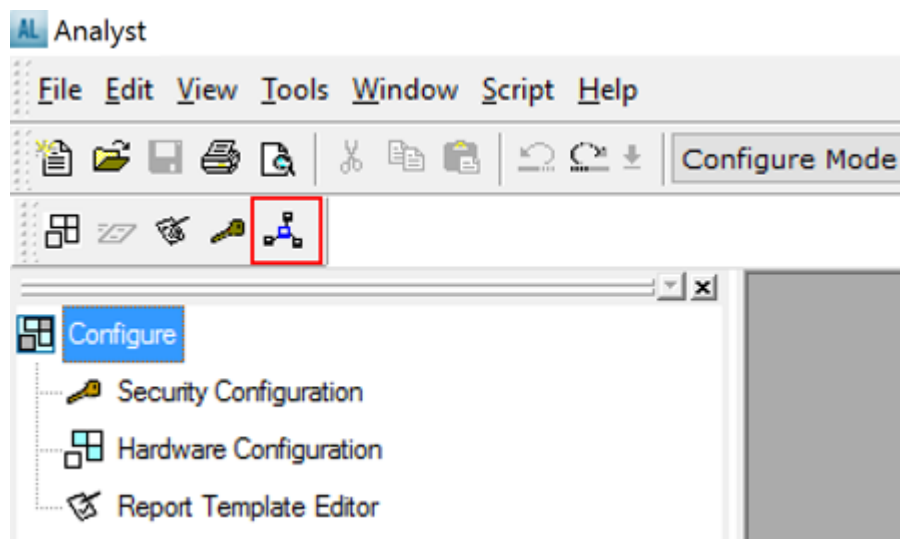 AL Analyst
File Edit View Tools Window Script Help
Configure Mode
Configure
Security Configuration
Hardware Configuration
Report Template Editor